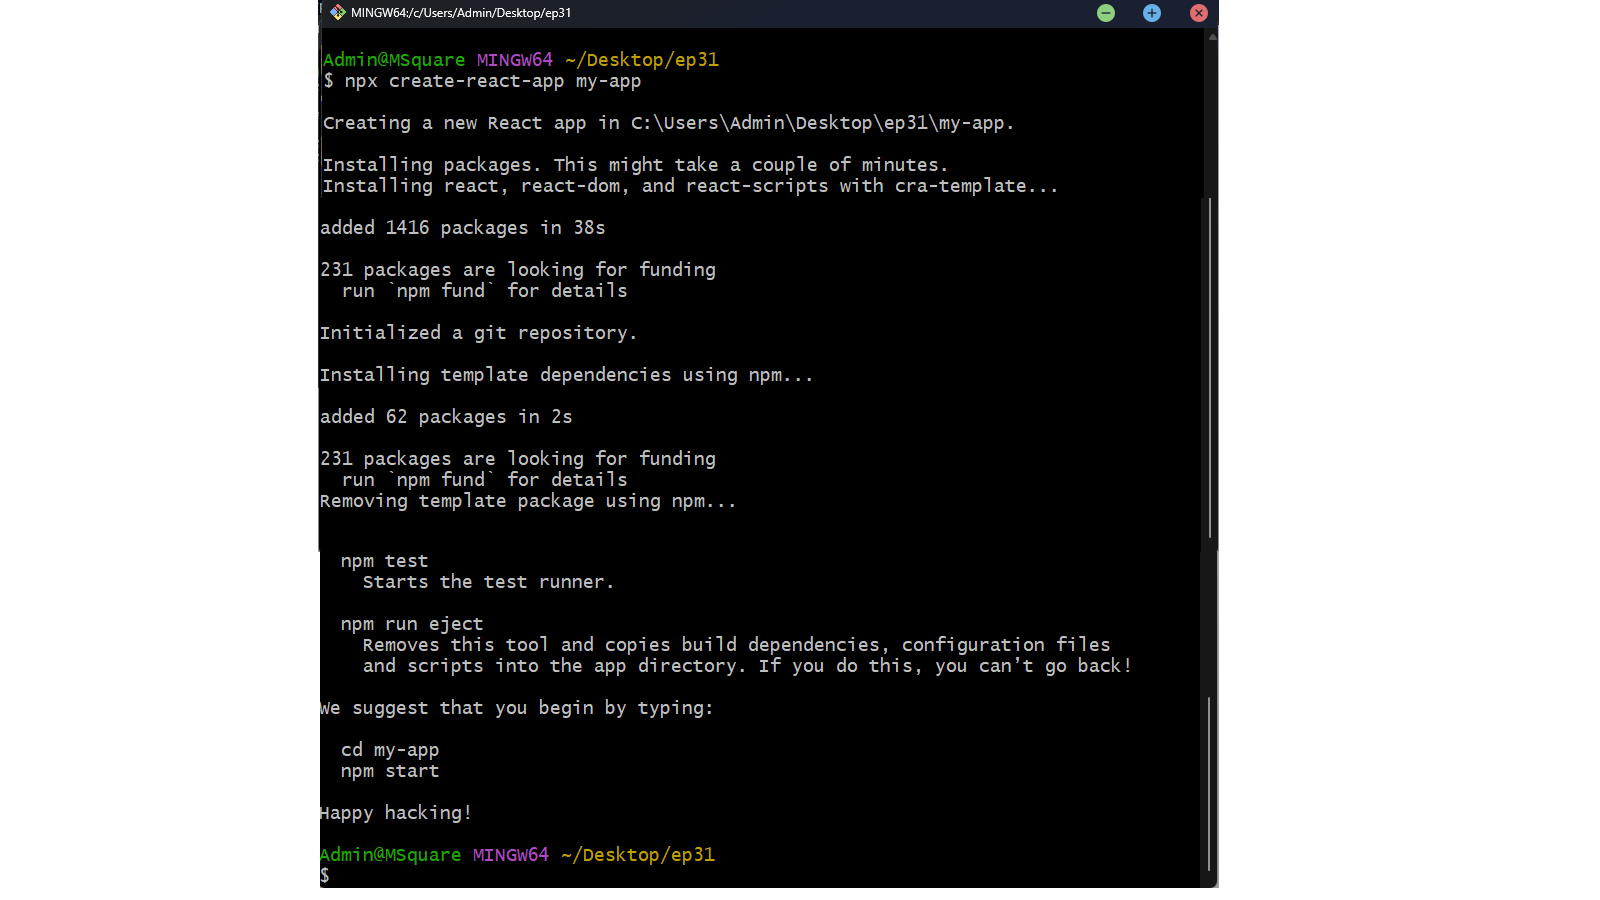 MINGW64:/c/Users/Admin/Desktop/ep31
Admin@MSquare MINGW64 ~/Desktop/ep31
$ npx create-react-app my-app
Creating a new React app in C:\Users\Admin\Desktop\ep31\my-app.
Installing packages. This might take a couple of minutes.
Installing react, react-dom, and react-scripts with cra-template...
added 1416 packages in 38s
231 packages are looking for funding
run `npm fund` for details
Initialized a git repository.
Installing template dependencies using npm...
added 62 packages in 2s
231 packages are looking for funding
run `npm fund` for details
Removing template package using npm...
npm test
Starts the test runner.
npm run eject
Removes this tool and copies build dependencies, configuration files
and scripts into the app directory. If you do this, you can’t go back!
We suggest that you begin by typing:
cd my-app
npm start
Happy hacking!
Admin@MSquare MINGW64 ~/Desktop/ep31
$